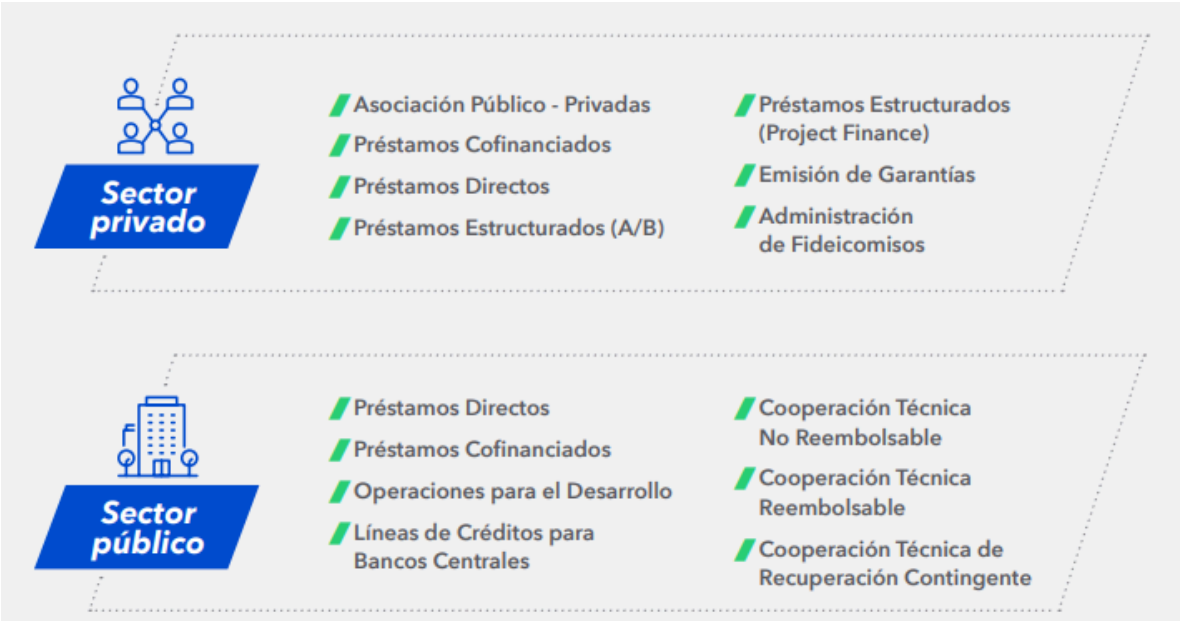 Sector
privado
Asociación Público - Privadas
Préstamos Cofinanciados
Préstamos Directos
Préstamos Estructurados (A/B)
Préstamos Estructurados
(Project Finance)
Emisión de Garantías
Administración
de Fideicomisos
Sector
público
Préstamos Directos
Préstamos Cofinanciados
Operaciones para el Desarrollo
Líneas de Créditos para
Bancos Centrales
Cooperación Técnica
No Reembolsable
Cooperación Técnica
Reembolsable
Cooperación Técnica de
Recuperación Contingente